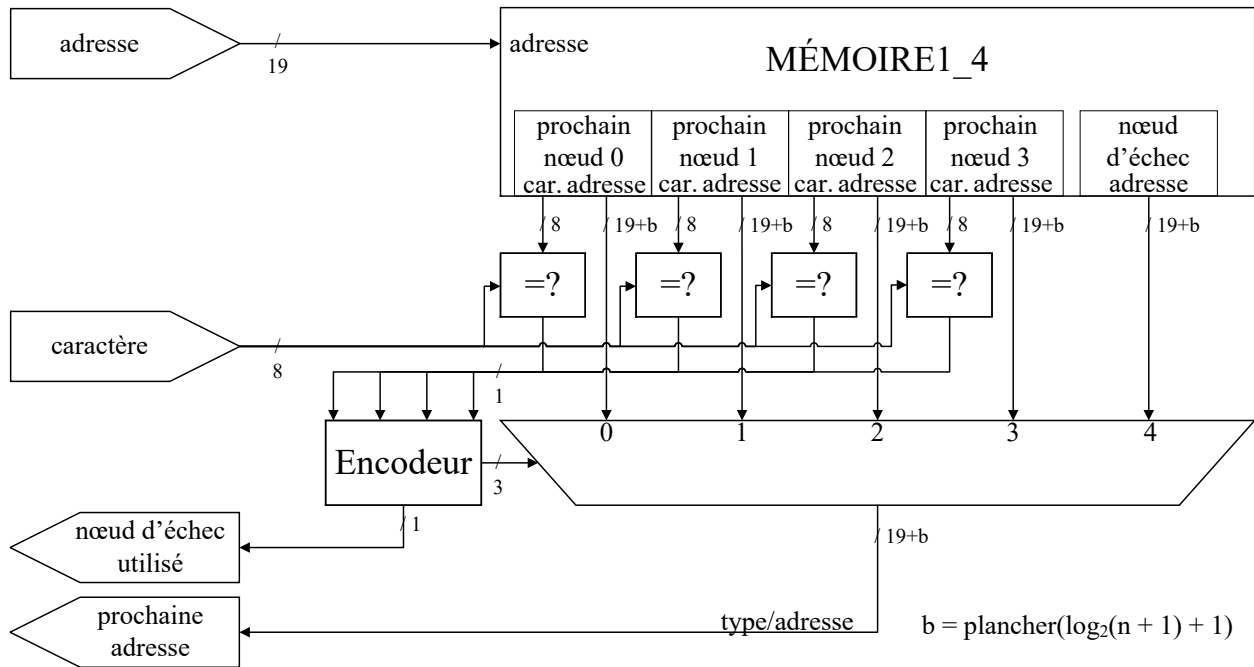 adresse
19
adresse
MÉMOIRE1_4
prochain
nœud 0
car. adresse
prochain
nœud 1
car. adresse
prochain
nœud 2
car. adresse
prochain
nœud 3
car. adresse
nœud
d'échec
adresse
8
19+b
8
19+b
8
19+b
8
19+b
19+b
=?
=?
=?
=?
caractère
8
1
0
1
2
3
4
Encodeur
3
1
nœud d'échec
utilisé
19+b
prochaine
adresse
type/adresse
b = plancher(log₂(n + 1) + 1)